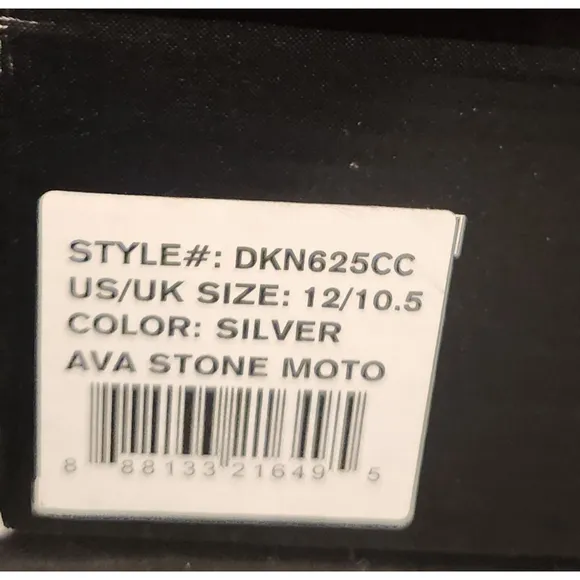 STYLE#: DKN625CC
US/UK SIZE: 12/10.5
COLOR: SILVER
AVA STONE MOTO
8 88133 21649 5